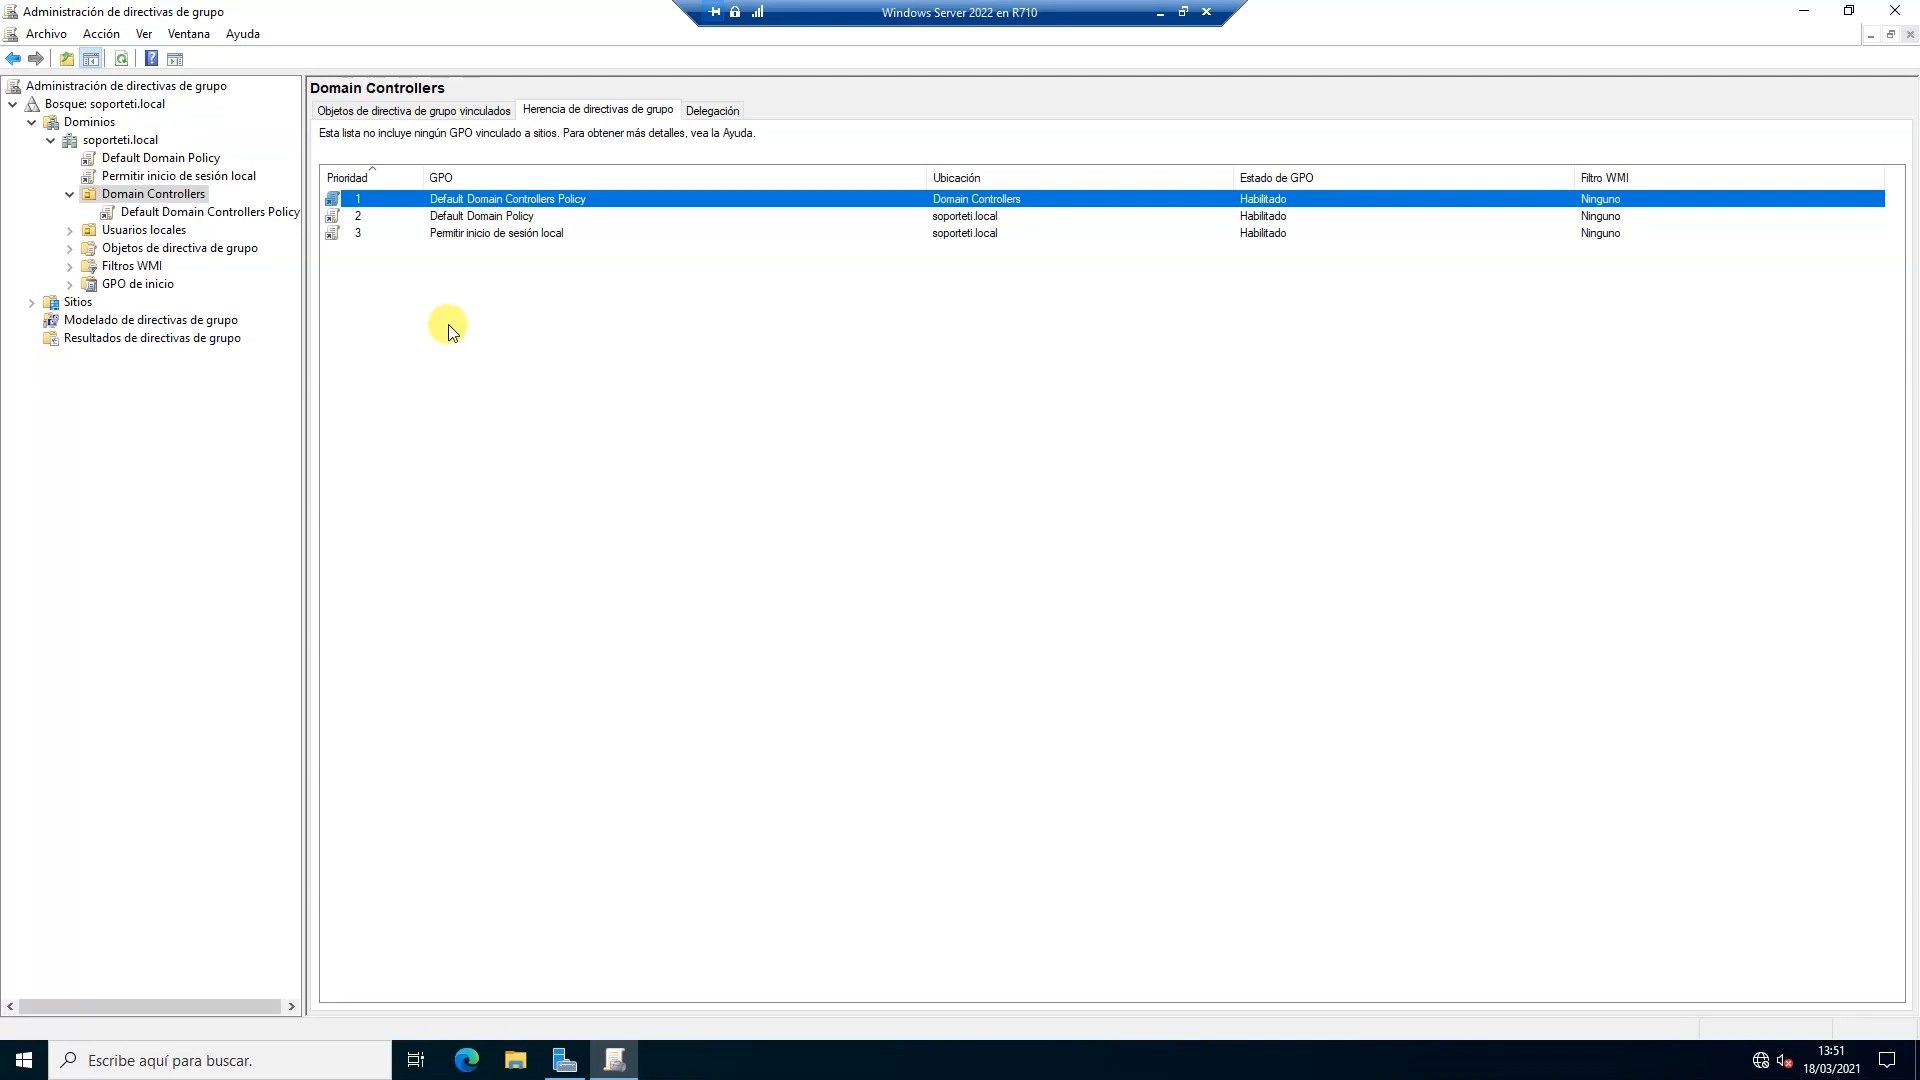 Administración de directivas de grupo
Windows Server 2022 en R710
Archivo Acción Ver Ventana Ayuda
Administración de directivas de grupo
Bosque: soporteti.local
Dominios
soporteti.local
Default Domain Policy
Permitir inicio de sesión local
Domain Controllers
Default Domain Controllers Policy
Usuarios locales
Objetos de directiva de grupo
Filtros WMI
GPO de inicio
Sitios
Modelado de directivas de grupo
Resultados de directivas de grupo
Domain Controllers
Objetos de directiva de grupo vinculados Herencia de directivas de grupo Delegación
Esta lista no incluye ningún GPO vinculado a sitios. Para obtener más detalles, vea la Ayuda.
Prioridad GPO Ubicación Estado de GPO Filtro WMI
1 Default Domain Controllers Policy Domain Controllers Habilitado Ninguno
2 Default Domain Policy soporteti.local Habilitado Ninguno
3 Permitir inicio de sesión local soporteti.local Habilitado Ninguno
Escribe aquí para buscar.
13:51
18/03/2021